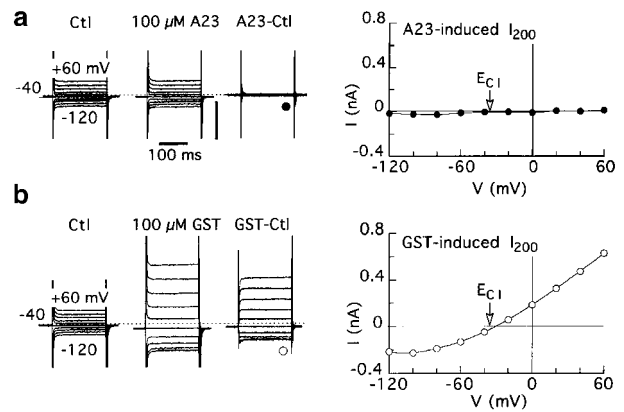 a
Ctl
100 µM A23
A23-Ctl
+60 mV
-40
-120
100 ms
A23-induced I200
0.8
0.4
0
-0.4
I (nA)
ECl
-120
-60
0
60
V (mV)
b
Ctl
100 µM GST
GST-Ctl
+60 mV
-40
-120
GST-induced I200
0.8
0.4
0
-0.4
I (nA)
ECl
-120
-60
0
60
V (mV)